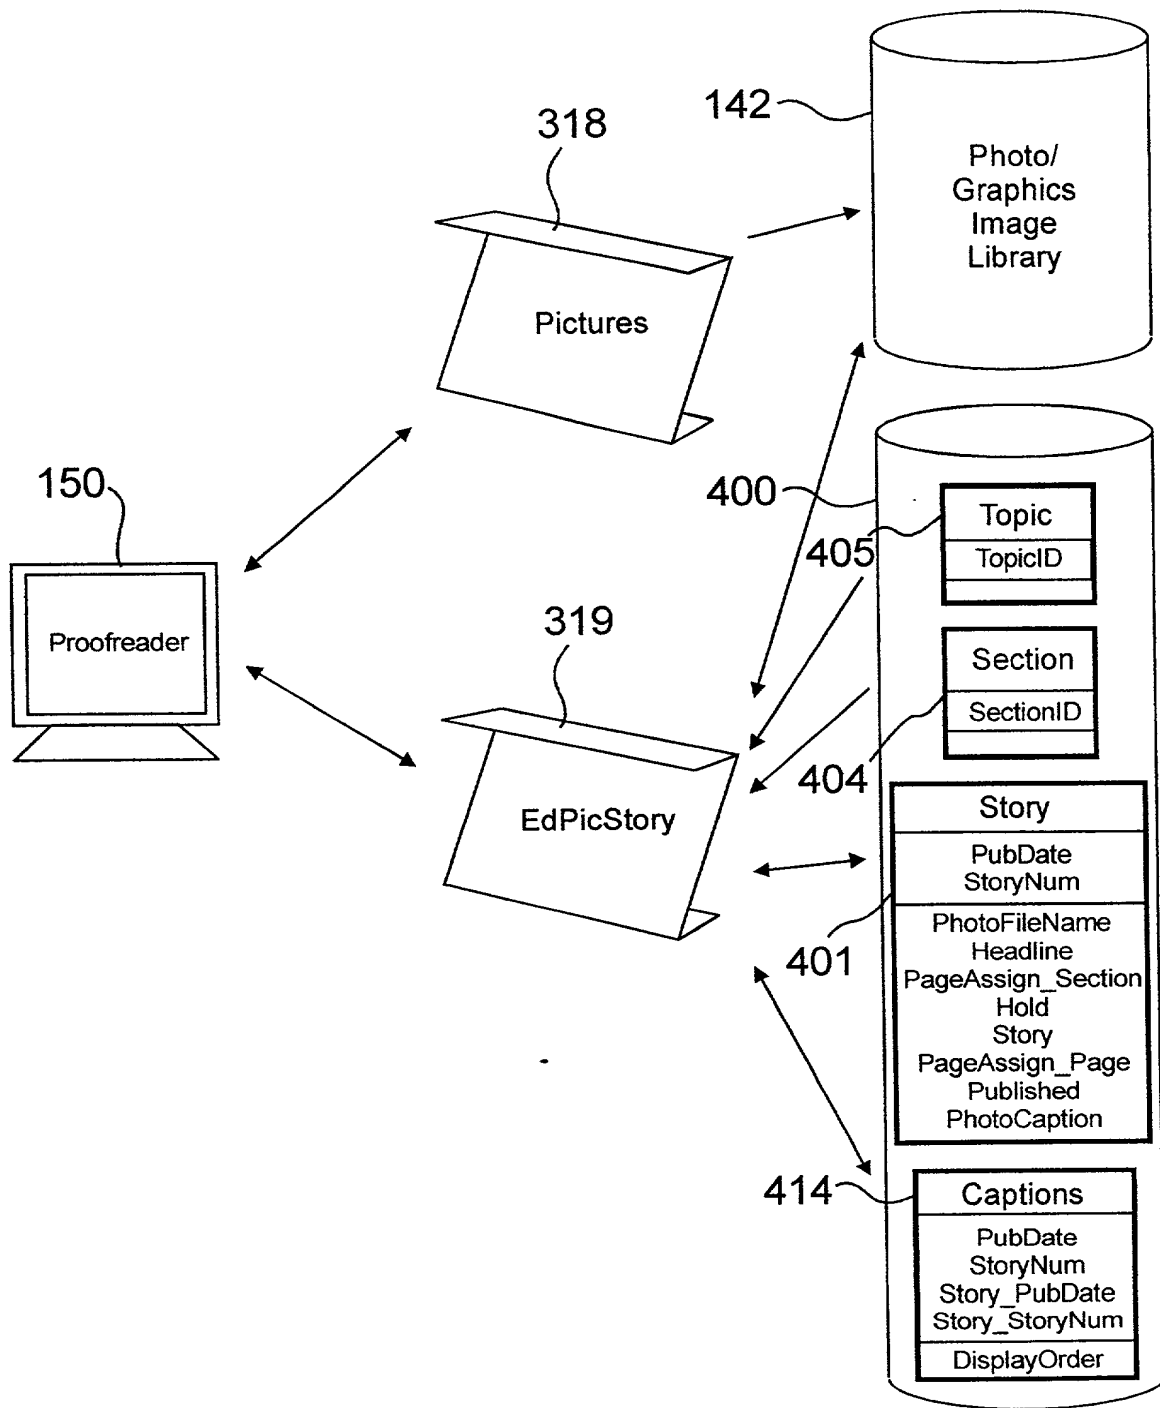 142
Photo/
Graphics
Image
Library
318
Pictures
150
Proofreader
400
405
Topic
TopicID
319
EdPicStory
Section
SectionID
404
Story
PubDate
StoryNum
401
PhotoFileName
Headline
PageAssign_Section
Hold
Story
PageAssign_Page
Published
PhotoCaption
414
Captions
PubDate
StoryNum
Story_PubDate
Story_StoryNum
DisplayOrder